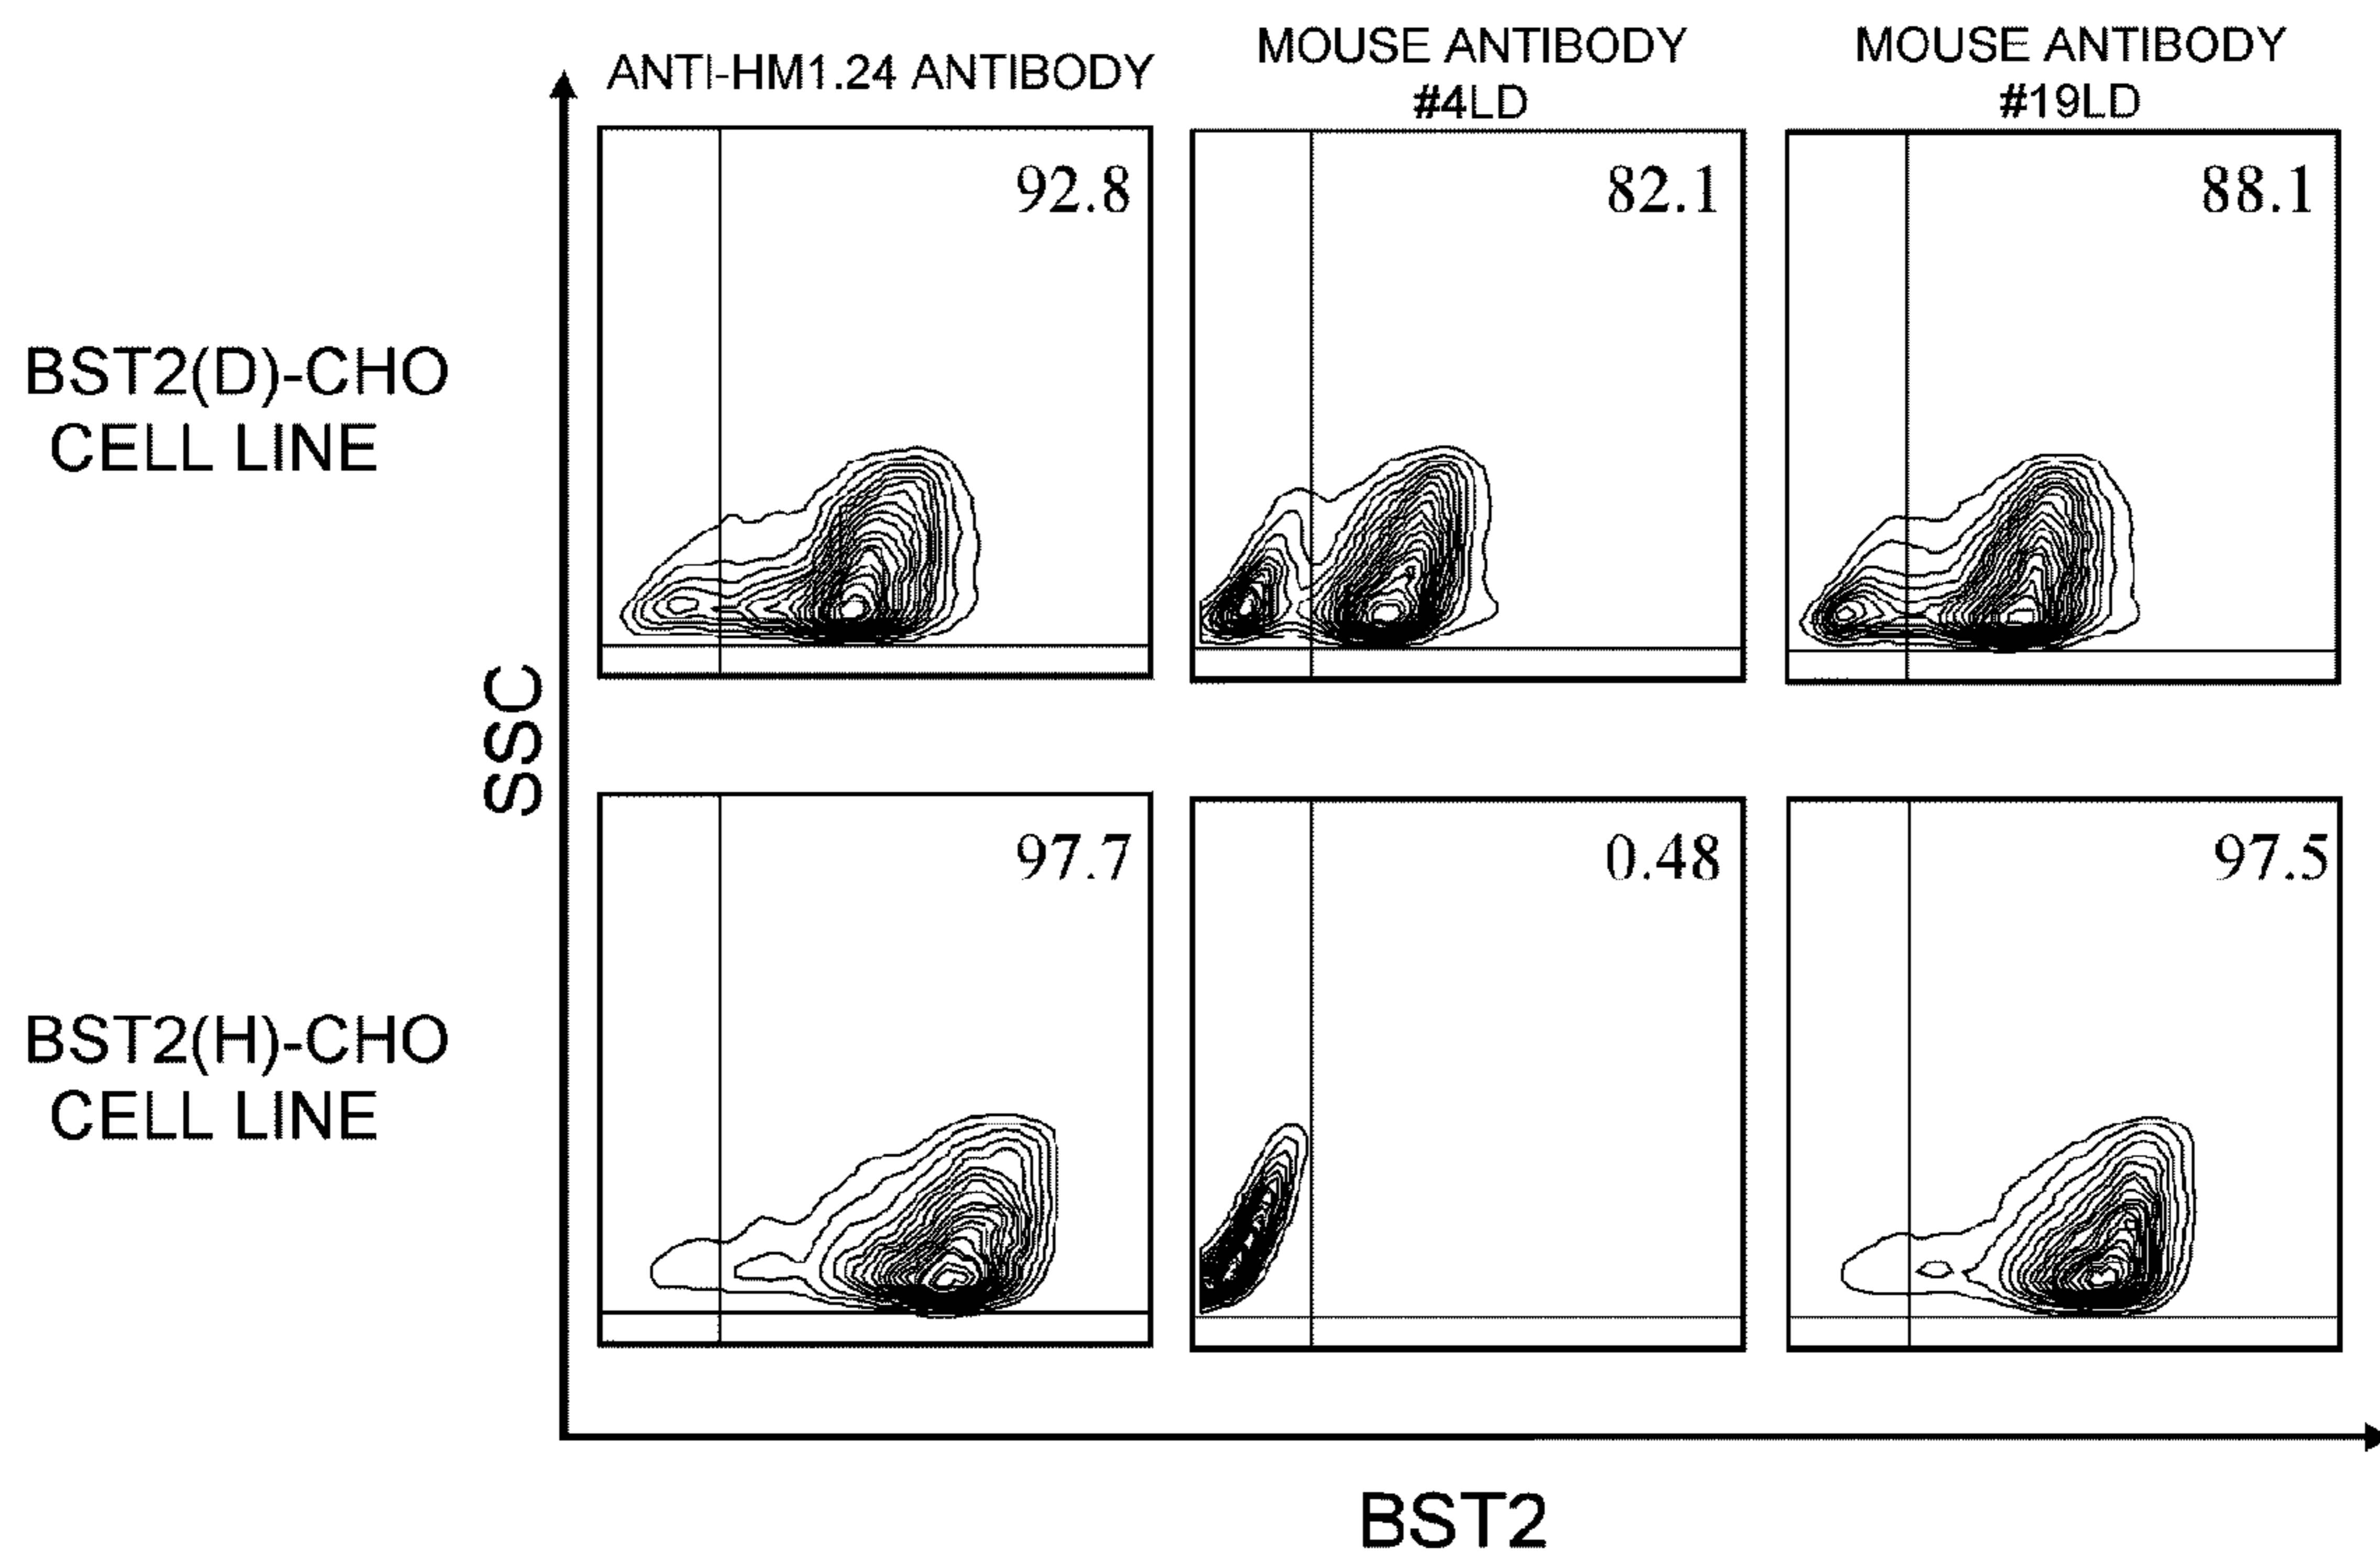 ANTI-HM1.24 ANTIBODY
MOUSE ANTIBODY
#4LD
MOUSE ANTIBODY
#19LD
BST2(D)-CHO
CELL LINE
92.8
82.1
88.1
SSC
BST2(H)-CHO
CELL LINE
97.7
0.48
97.5
BST2